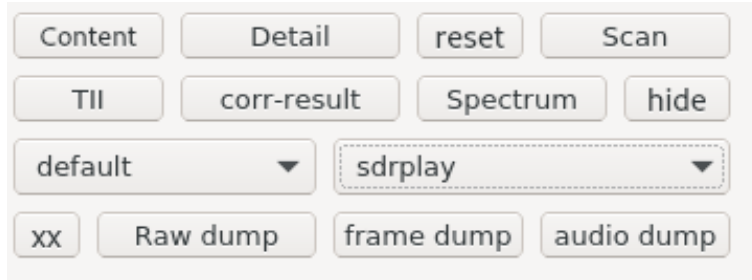 Content Detail reset Scan
TII corr-result Spectrum hide
default sdrplay
xx Raw dump frame dump audio dump